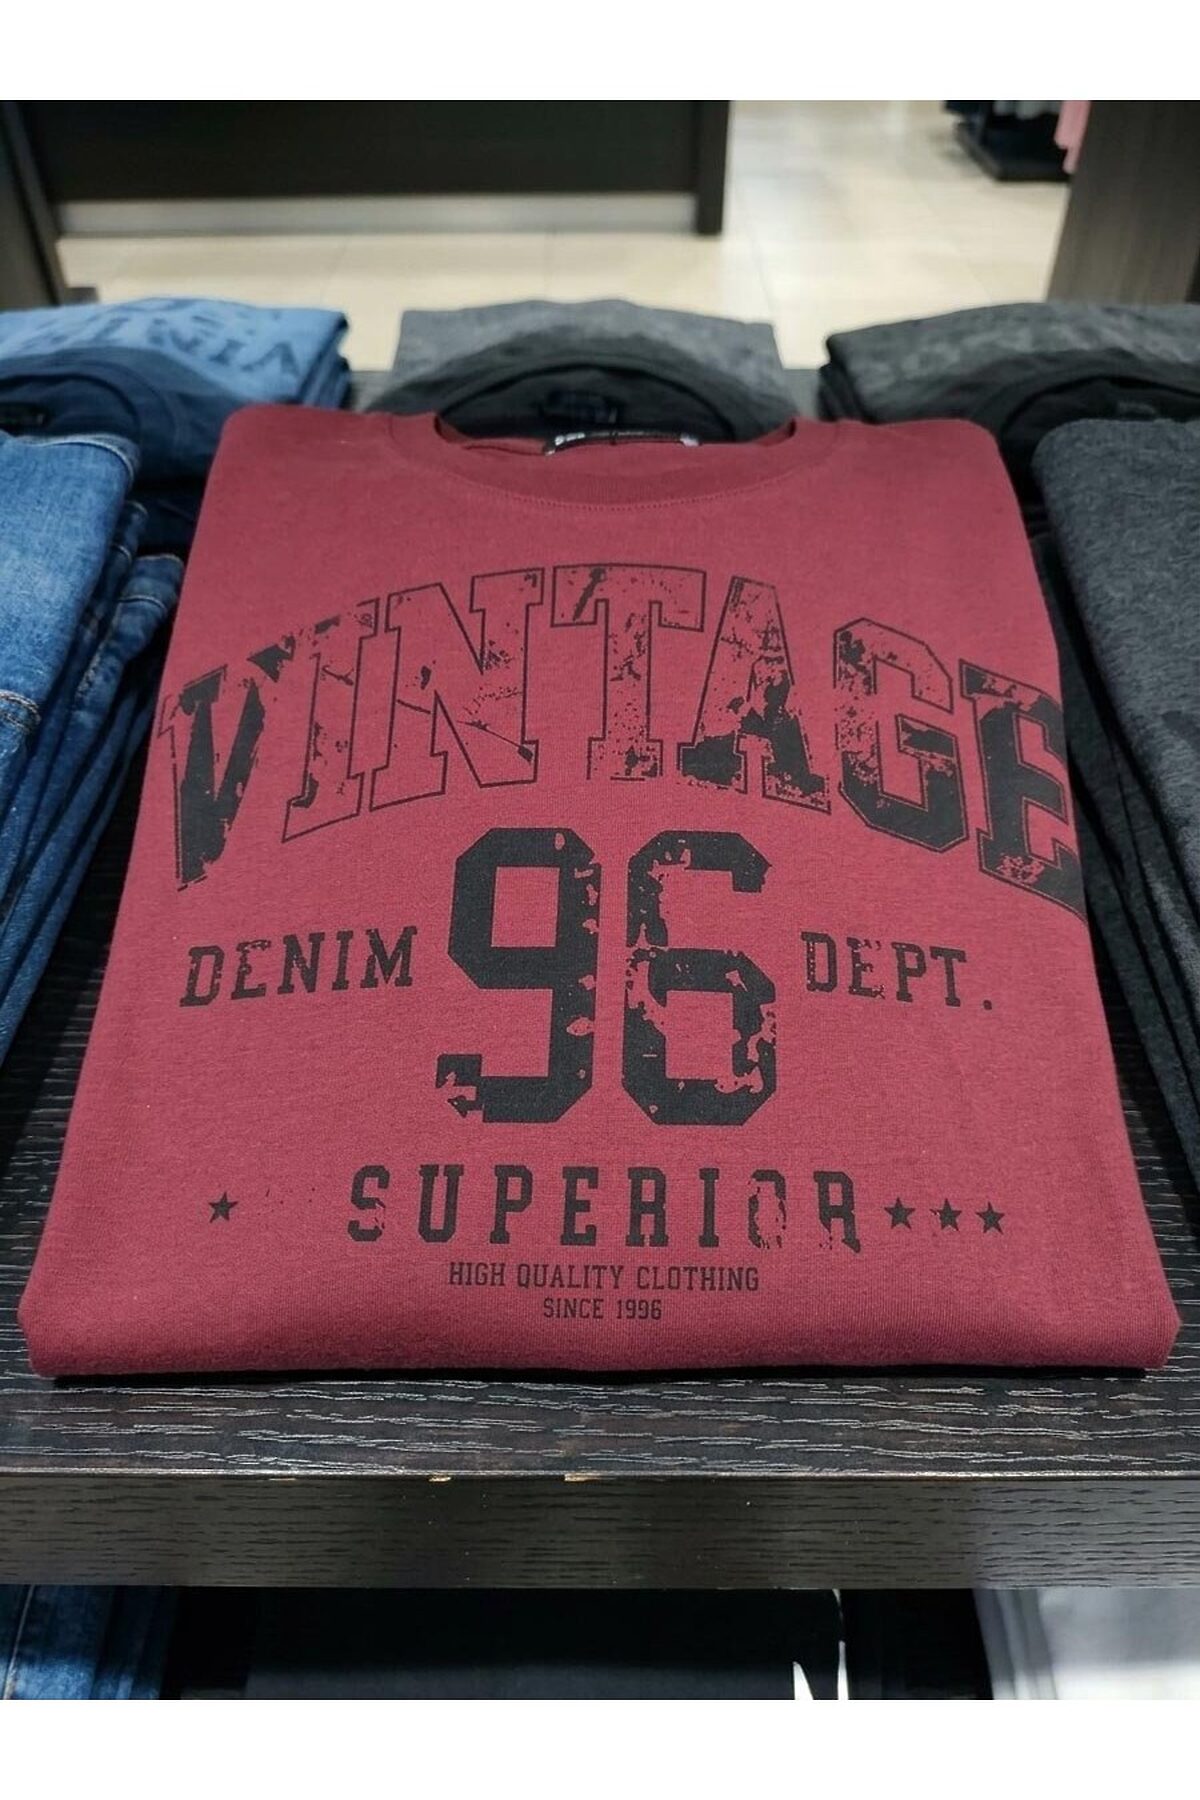 VINTAGE
DENIM 96 DEPT.
SUPERIOR
HIGH QUALITY CLOTHING
SINCE 1996